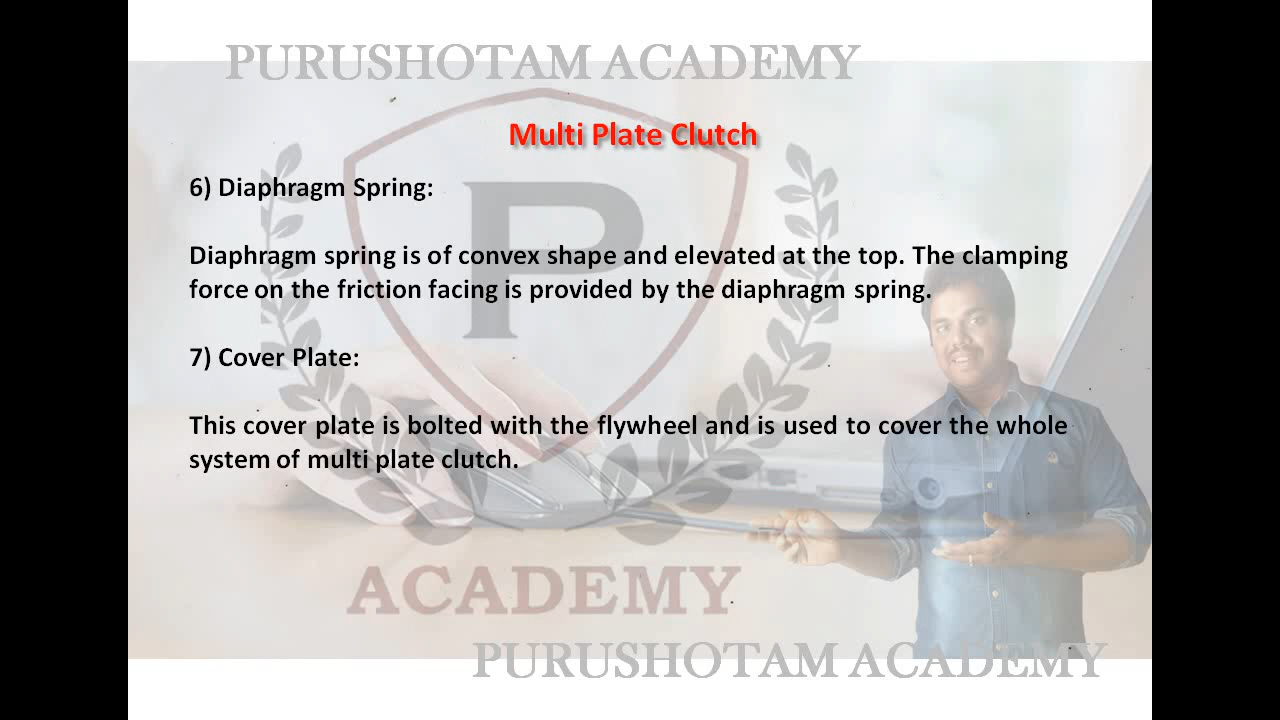 PURUSHOTAM ACADEMY
Multi Plate Clutch
6) Diaphragm Spring:
Diaphragm spring is of convex shape and elevated at the top. The clamping
force on the friction facing is provided by the diaphragm spring.
7) Cover Plate:
This cover plate is bolted with the flywheel and is used to cover the whole
system of multi plate clutch.
P
ACADEMY
PURUSHOTAM ACADEMY